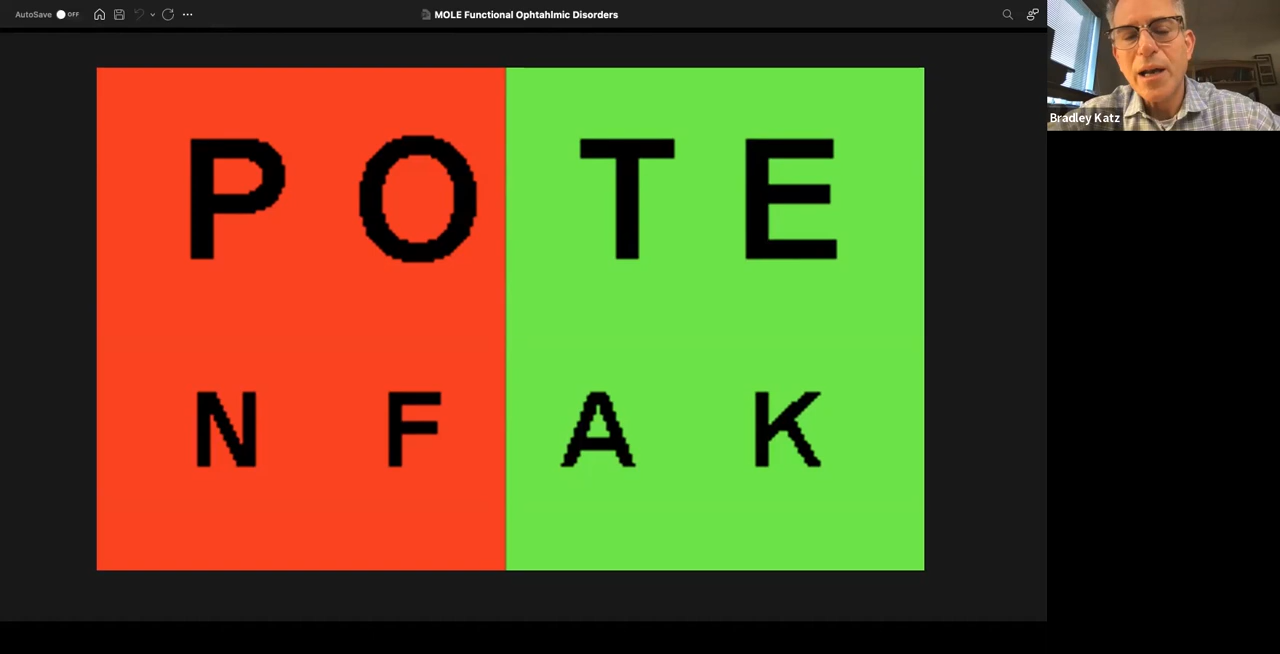 AutoSave OFF
MOLE Functional Ophtahlmic Disorders
Bradley Katz
P O T E
N F A K